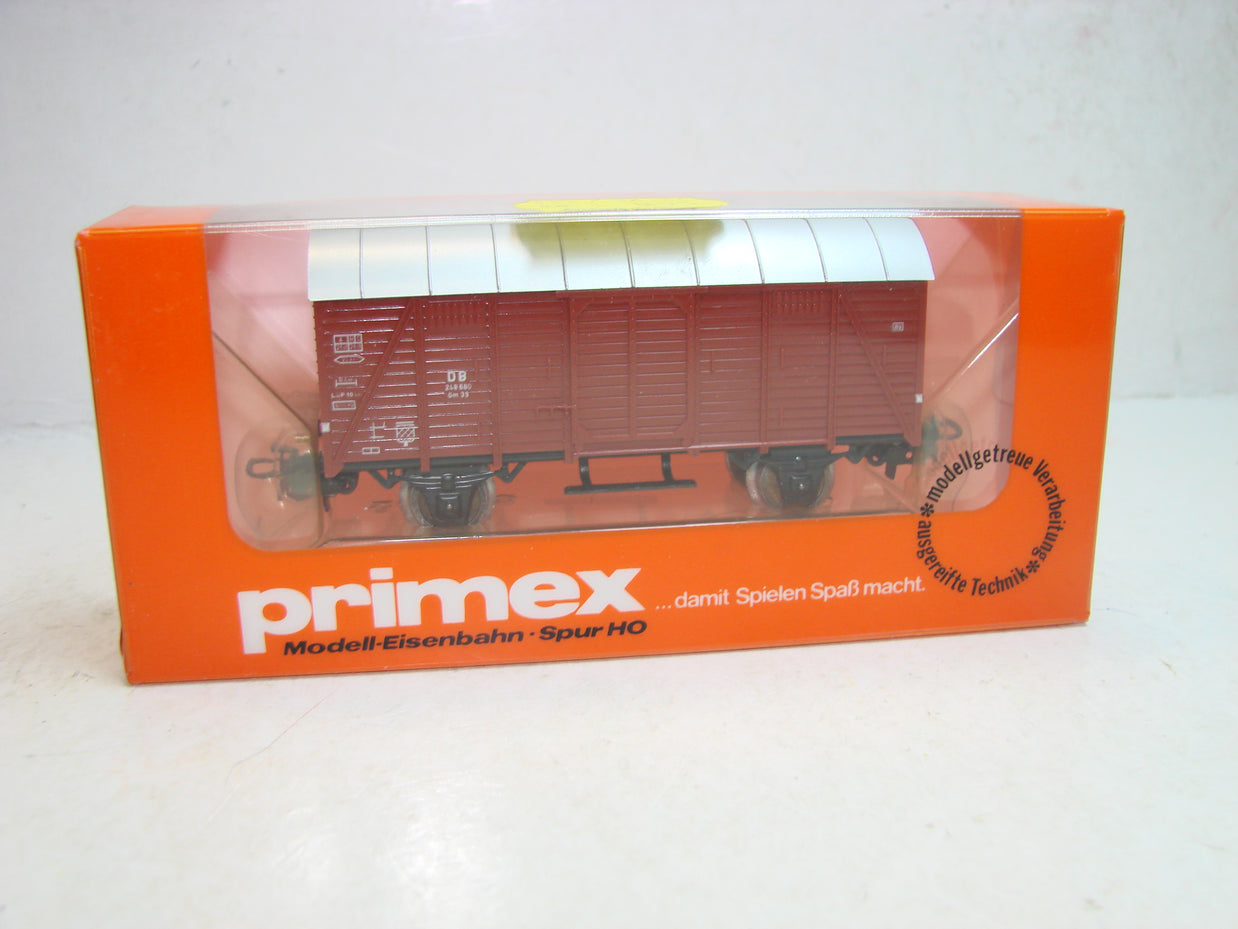 DB
Gm 39
primex
...damit Spielen Spaß macht.
Modell-Eisenbahn · Spur HO
* modellgetreue Verarbeitung * ausgereifte Technik